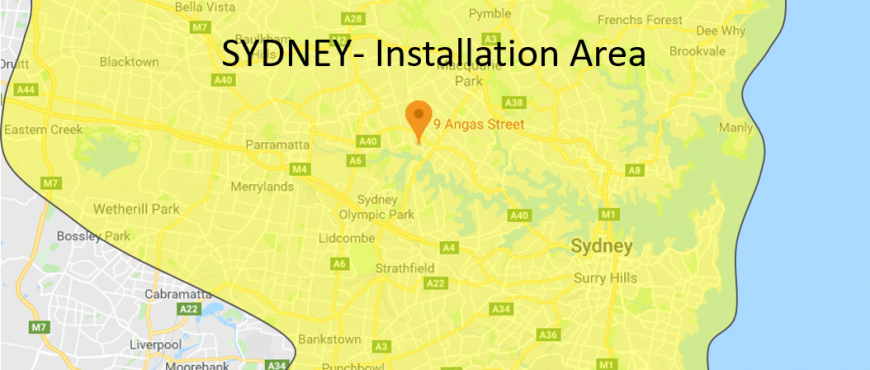 Bella Vista
A28
Pymble
Frenchs Forest
Dee Why
M7
Baulkham
Hills
SYDNEY- Installation Area
Brookvale
Blacktown
Macquarie
Park
A40
A44
A38
9 Angas Street
Eastern Creek
Manly
Parramatta
A40
A6
M4
A8
M7
Merrylands
Wetherill Park
Sydney
Olympic Park
A40
M1
Bossley Park
Lidcombe
A4
Sydney
A6
Strathfield
Surry Hills
A22
Cabramatta
A22
A34
M7
A36
Liverpool
Bankstown
A3
Moorebank
A34
Punchbowl
M1